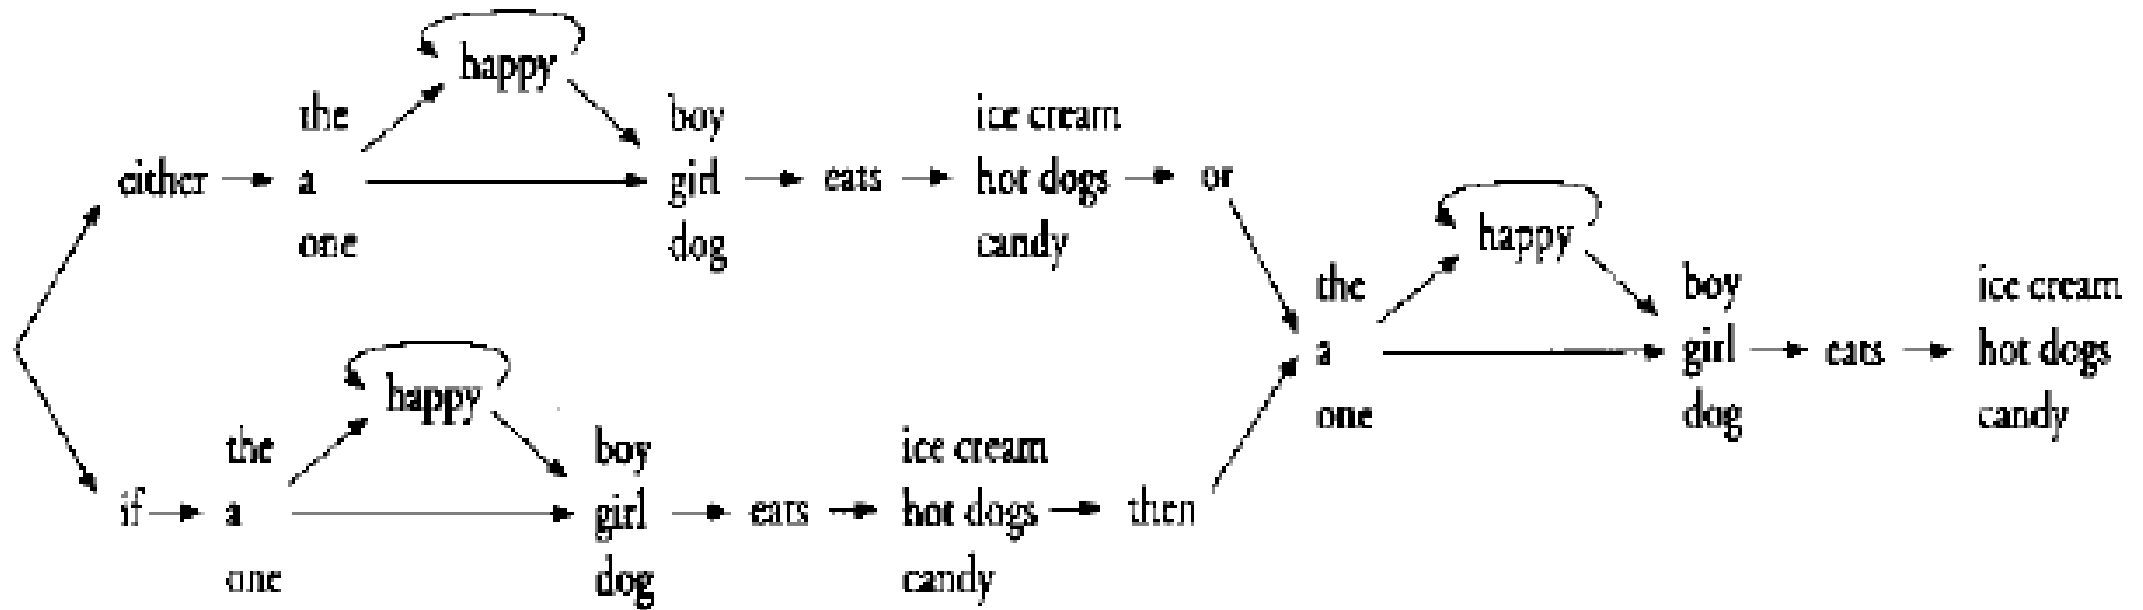 happy
the
boy
ice cream
either
a
girl
eats
hot dogs
or
one
dog
candy
happy
the
boy
ice cream
a
girl
eats
hot dogs
one
dog
candy
happy
the
boy
ice cream
if
a
girl
eats
hot dogs
then
one
dog
candy